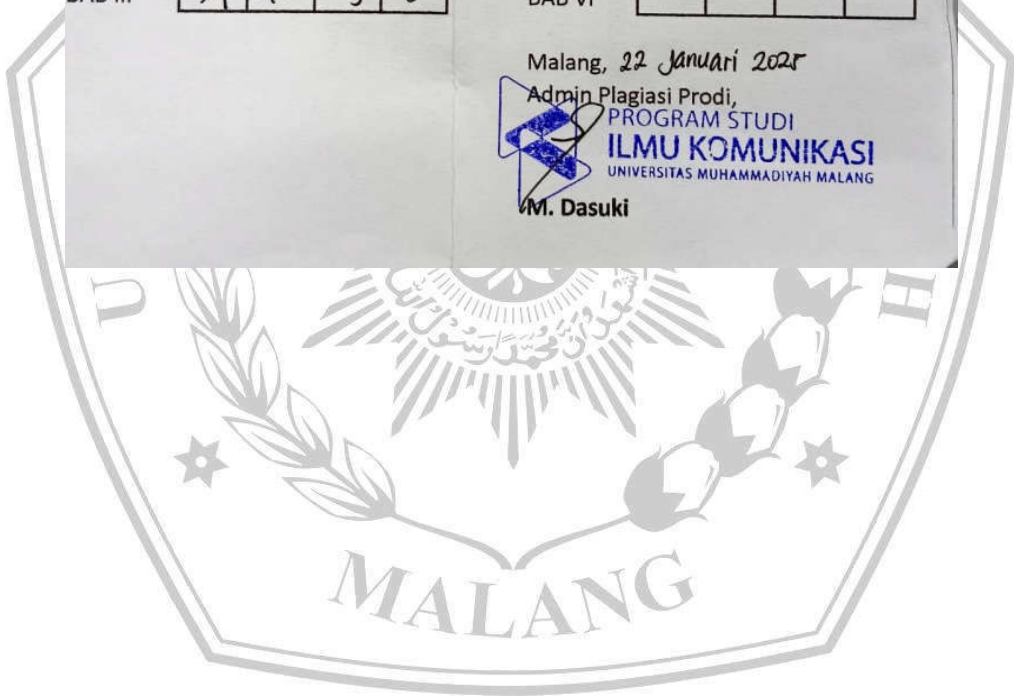 BAB III
BAB VI
Malang, 22 Januari 2025
Admin Plagiasi Prodi,
PROGRAM STUDI
ILMU KOMUNIKASI
UNIVERSITAS MUHAMMADIYAH MALANG
M. Dasuki
U
H
MALANG